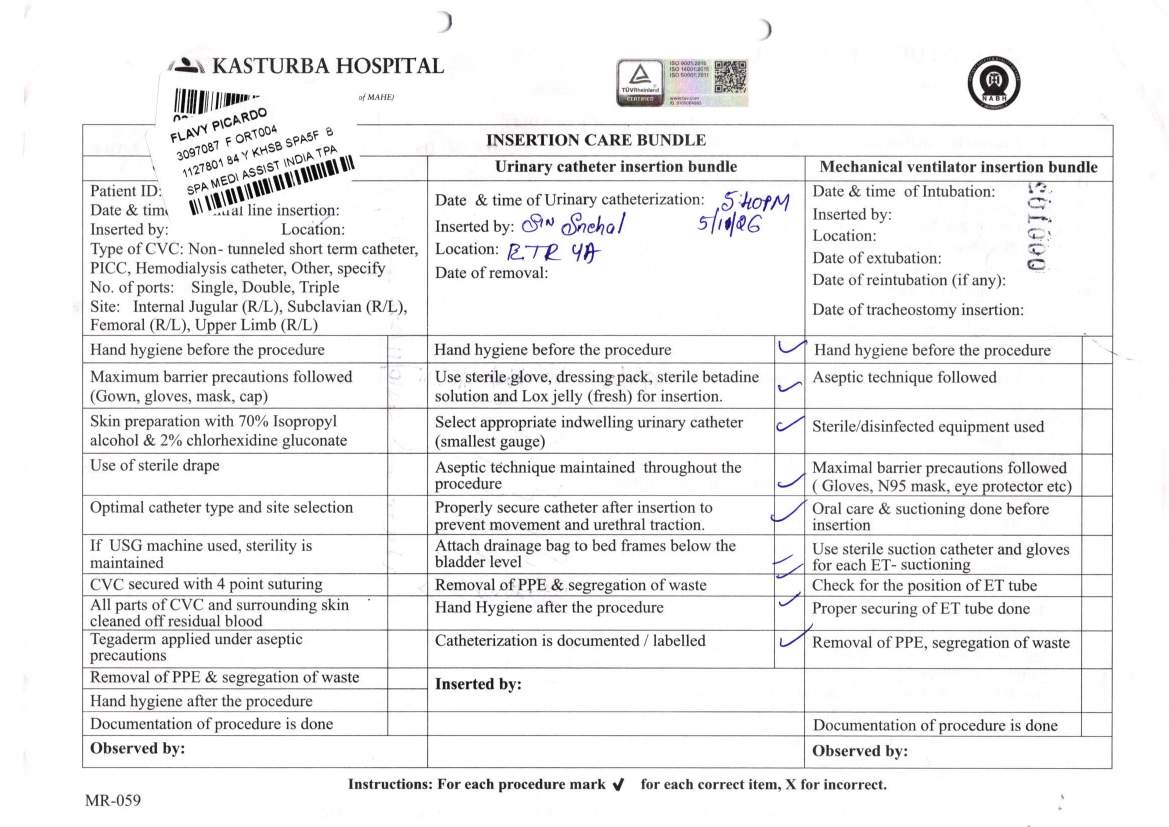 KASTURBA HOSPITAL
of MAHE)
TÜVRheinland
CERTIFIED
ISO 9001:2015
ISO 14001:2015
ISO 50001:2011
www.tuv.com
NABH
FLAVY PICARDO
3097087 F ORT004
1127801 84 Y KHSB SPA5F B
SPA MEDI ASSIST INDIA TPA
INSERTION CARE BUNDLE
Urinary catheter insertion bundle
Mechanical ventilator insertion bundle
Patient ID:
Date & time line insertion:
Inserted by: Location:
Type of CVC: Non- tunneled short term catheter,
PICC, Hemodialysis catheter, Other, specify
No. of ports: Single, Double, Triple
Site: Internal Jugular (R/L), Subclavian (R/L),
Femoral (R/L), Upper Limb (R/L)
Date & time of Urinary catheterization: 5:40PM
Inserted by: Snehal
Location: 4A
Date of removal:
Date & time of Intubation:
Inserted by:
Location:
Date of extubation:
Date of reintubation (if any):
Date of tracheostomy insertion:
Hand hygiene before the procedure
Maximum barrier precautions followed
(Gown, gloves, mask, cap)
Skin preparation with 70% Isopropyl
alcohol & 2% chlorhexidine gluconate
Use of sterile drape
Optimal catheter type and site selection
If USG machine used, sterility is
maintained
CVC secured with 4 point suturing
All parts of CVC and surrounding skin
cleaned off residual blood
Tegaderm applied under aseptic
precautions
Removal of PPE & segregation of waste
Hand hygiene after the procedure
Documentation of procedure is done
Observed by:
Hand hygiene before the procedure ✓
Use sterile glove, dressing pack, sterile betadine
solution and Lox jelly (fresh) for insertion. ✓
Select appropriate indwelling urinary catheter
(smallest gauge) ✓
Aseptic technique maintained throughout the
procedure ✓
Properly secure catheter after insertion to
prevent movement and urethral traction. ✓
Attach drainage bag to bed frames below the
bladder level ✓
Removal of PPE & segregation of waste ✓
Hand Hygiene after the procedure ✓
Catheterization is documented / labelled ✓
Inserted by:
Hand hygiene before the procedure
Aseptic technique followed
Sterile/disinfected equipment used
Maximal barrier precautions followed
( Gloves, N95 mask, eye protector etc)
Oral care & suctioning done before
insertion
Use sterile suction catheter and gloves
for each ET- suctioning
Check for the position of ET tube
Proper securing of ET tube done
Removal of PPE, segregation of waste
Documentation of procedure is done
Observed by:
Instructions: For each procedure mark ✓ for each correct item, X for incorrect.
MR-059